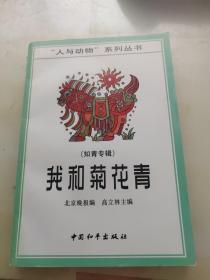 “人与动物”系列丛书
(知青专辑)
我和菊花青
北京晚报编 高立林主编
中国和平出版社